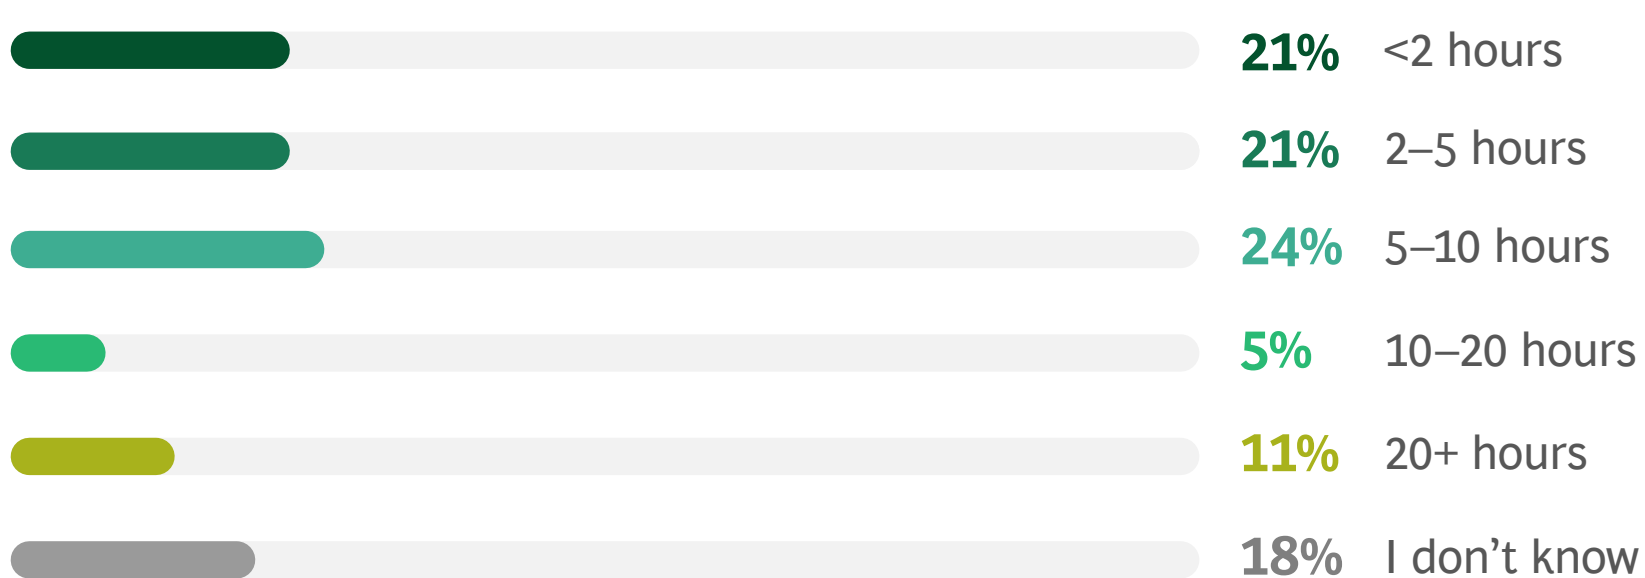 21% <2 hours
21% 2–5 hours
24% 5–10 hours
5% 10–20 hours
11% 20+ hours
18% I don’t know